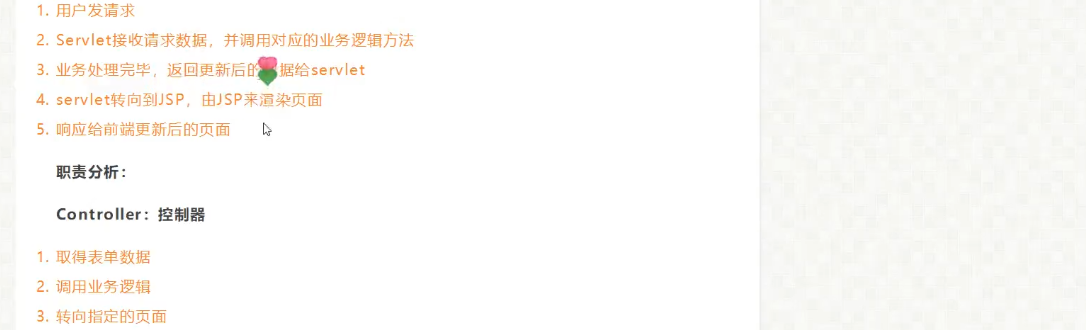 1. 用户发请求
2. Servlet接收请求数据，并调用对应的业务逻辑方法
3. 业务处理完毕，返回更新后的据给servlet
4. servlet转向到JSP，由JSP来渲染页面
5. 响应给前端更新后的页面
职责分析：
Controller：控制器
1. 取得表单数据
2. 调用业务逻辑
3. 转向指定的页面